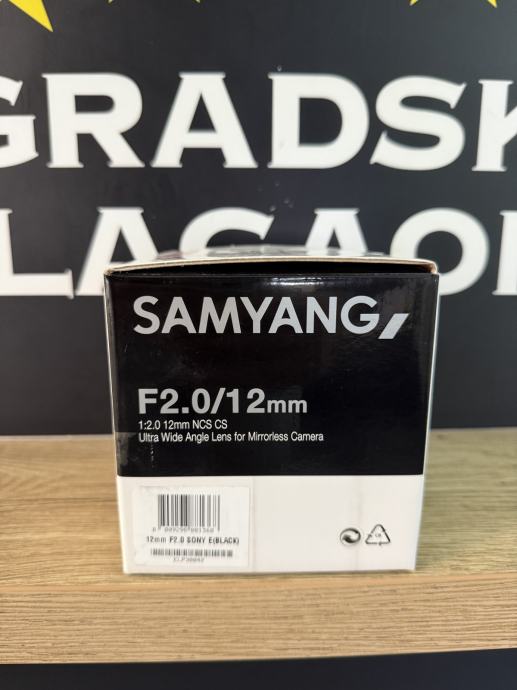 GRADSK
LAGAO
SAMYANG
F2.0/12mm
1:2.0 12mm NCS CS
Ultra Wide Angle Lens for Mirrorless Camera
12mm F2.0 SONY E(BLACK)